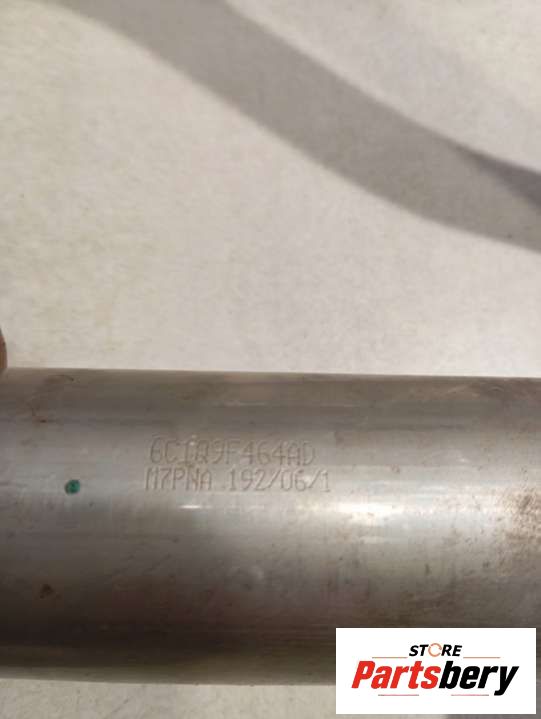 6C1Q9F464AD
M7PNA 192/06/1
STORE
Partsbery